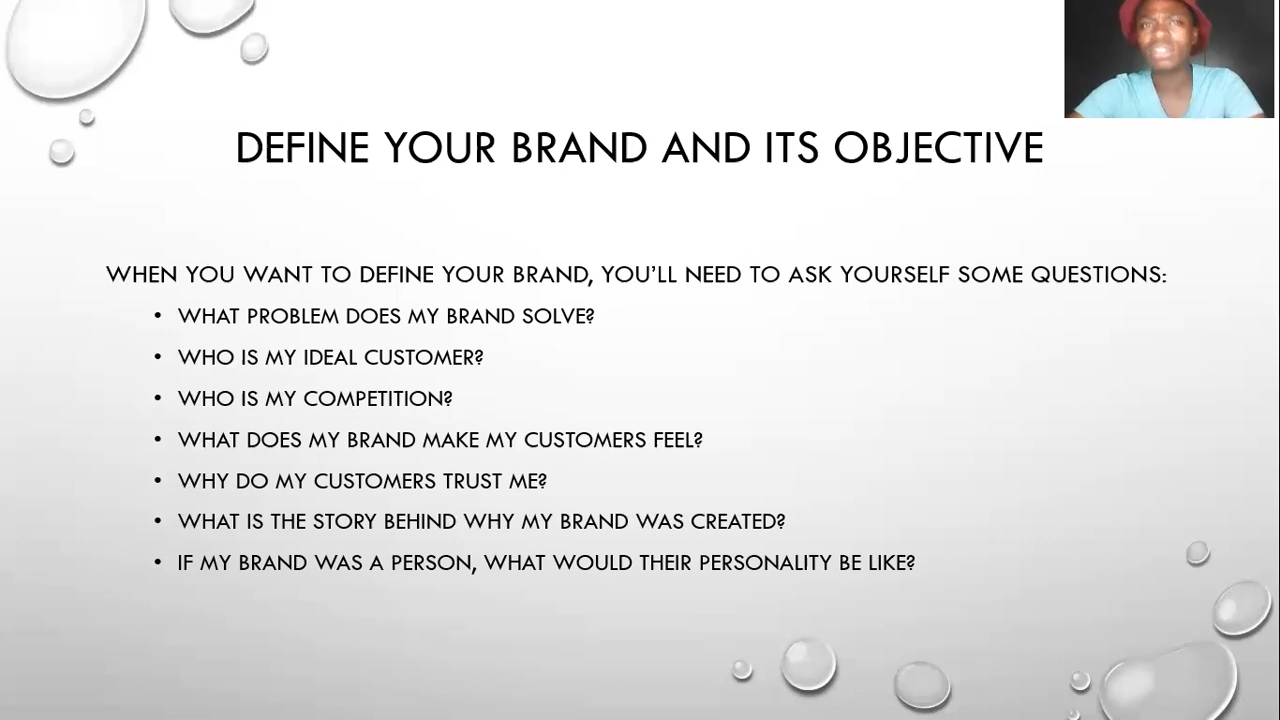 DEFINE YOUR BRAND AND ITS OBJECTIVE
WHEN YOU WANT TO DEFINE YOUR BRAND, YOU’LL NEED TO ASK YOURSELF SOME QUESTIONS:
• WHAT PROBLEM DOES MY BRAND SOLVE?
• WHO IS MY IDEAL CUSTOMER?
• WHO IS MY COMPETITION?
• WHAT DOES MY BRAND MAKE MY CUSTOMERS FEEL?
• WHY DO MY CUSTOMERS TRUST ME?
• WHAT IS THE STORY BEHIND WHY MY BRAND WAS CREATED?
• IF MY BRAND WAS A PERSON, WHAT WOULD THEIR PERSONALITY BE LIKE?